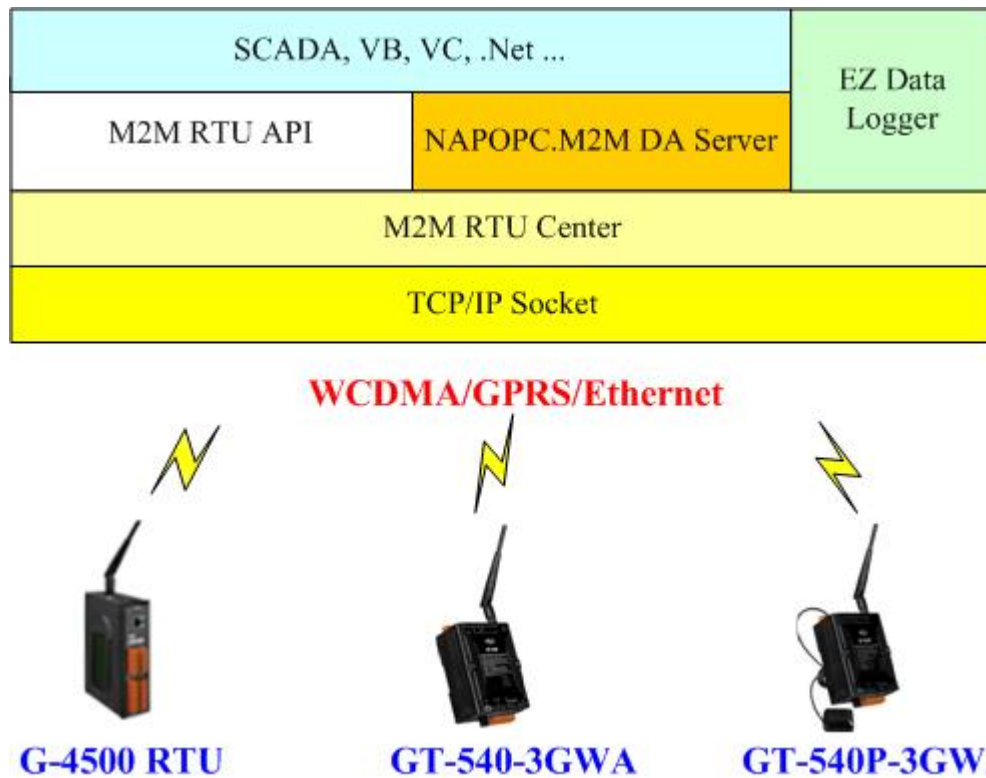 SCADA, VB, VC, .Net ...
EZ Data
Logger
M2M RTU API
NAPOPC.M2M DA Server
M2M RTU Center
TCP/IP Socket
WCDMA/GPRS/Ethernet
G-4500 RTU
GT-540-3GWA
GT-540P-3GW